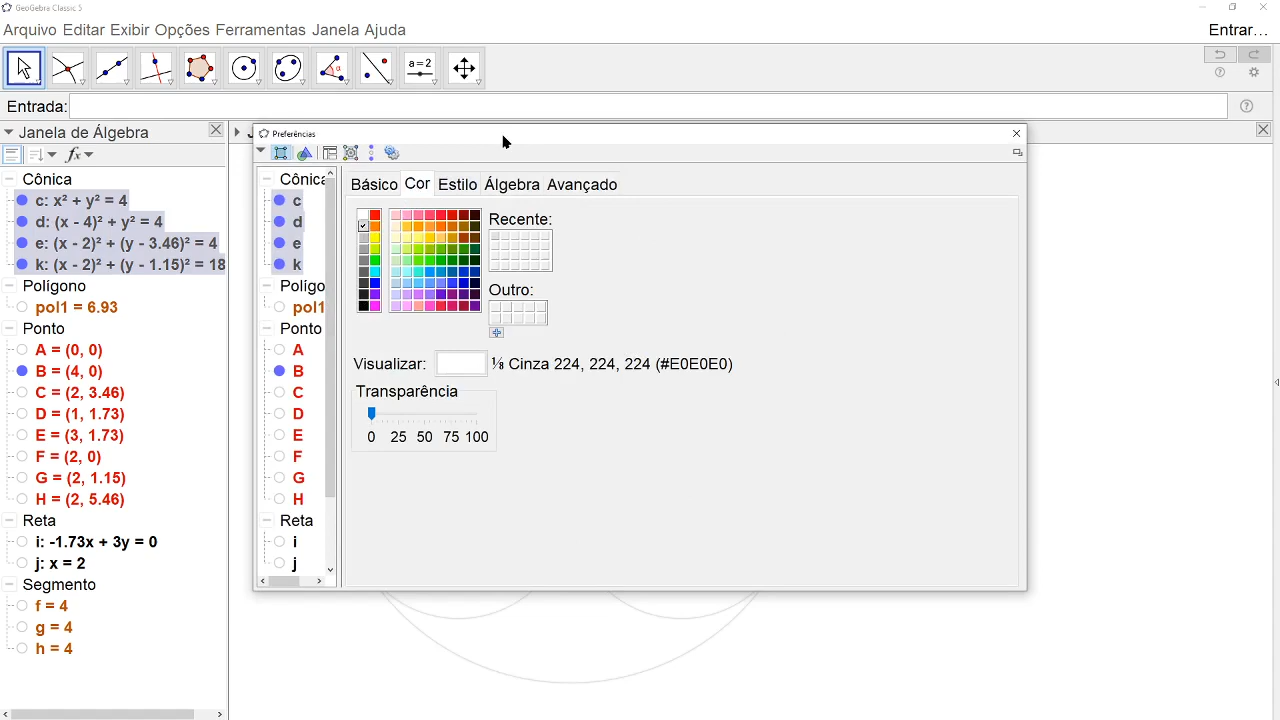 GeoGebra Classic 5
Arquivo Editar Exibir Opções Ferramentas Janela Ajuda
Entrar...
a = 2
Entrada:
Janela de Álgebra
fx
Cônica
c: x² + y² = 4
d: (x - 4)² + y² = 4
e: (x - 2)² + (y - 3.46)² = 4
k: (x - 2)² + (y - 1.15)² = 18
Polígono
pol1 = 6.93
Ponto
A = (0, 0)
B = (4, 0)
C = (2, 3.46)
D = (1, 1.73)
E = (3, 1.73)
F = (2, 0)
G = (2, 1.15)
H = (2, 5.46)
Reta
i: -1.73x + 3y = 0
j: x = 2
Segmento
f = 4
g = 4
h = 4
Preferências
Cônica
c
d
e
k
Polígo
pol1
Ponto
A
B
C
D
E
F
G
H
Reta
i
j
Básico Cor Estilo Álgebra Avançado
Recente:
Outro:
Visualizar: ⅛ Cinza 224, 224, 224 (#E0E0E0)
Transparência
0 25 50 75 100